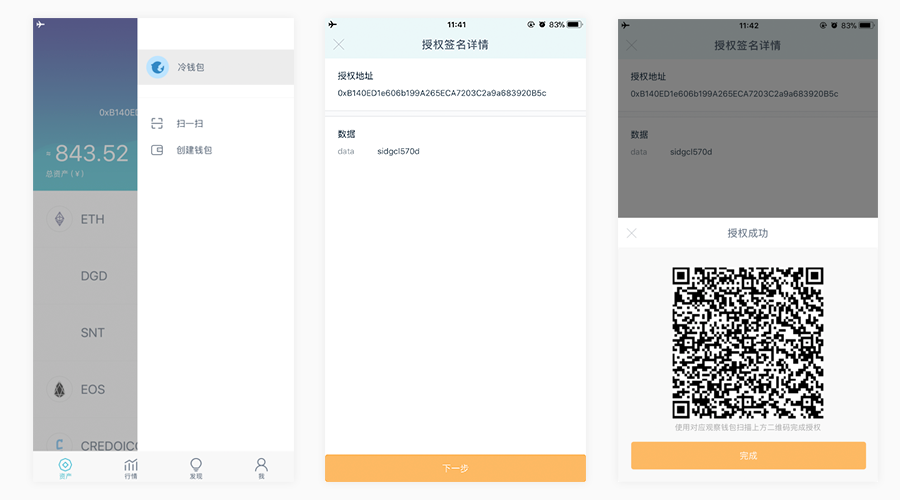 冷钱包
0xB140ED
扫一扫
843.52
创建钱包
总资产 (¥)
ETH
DGD
SNT
EOS
CREDOIC
资产
行情
发现
我
11:41
83%
授权签名详情
授权地址
0xB140ED1e606b199A265ECA7203C2a9a683920B5c
数据
data sidgcl570d
下一步
11:42
83%
授权签名详情
授权地址
0xB140ED1e606b199A265ECA7203C2a9a683920B5c
数据
data sidgcl570d
授权成功
使用对应观察钱包扫描上方二维码完成授权
完成